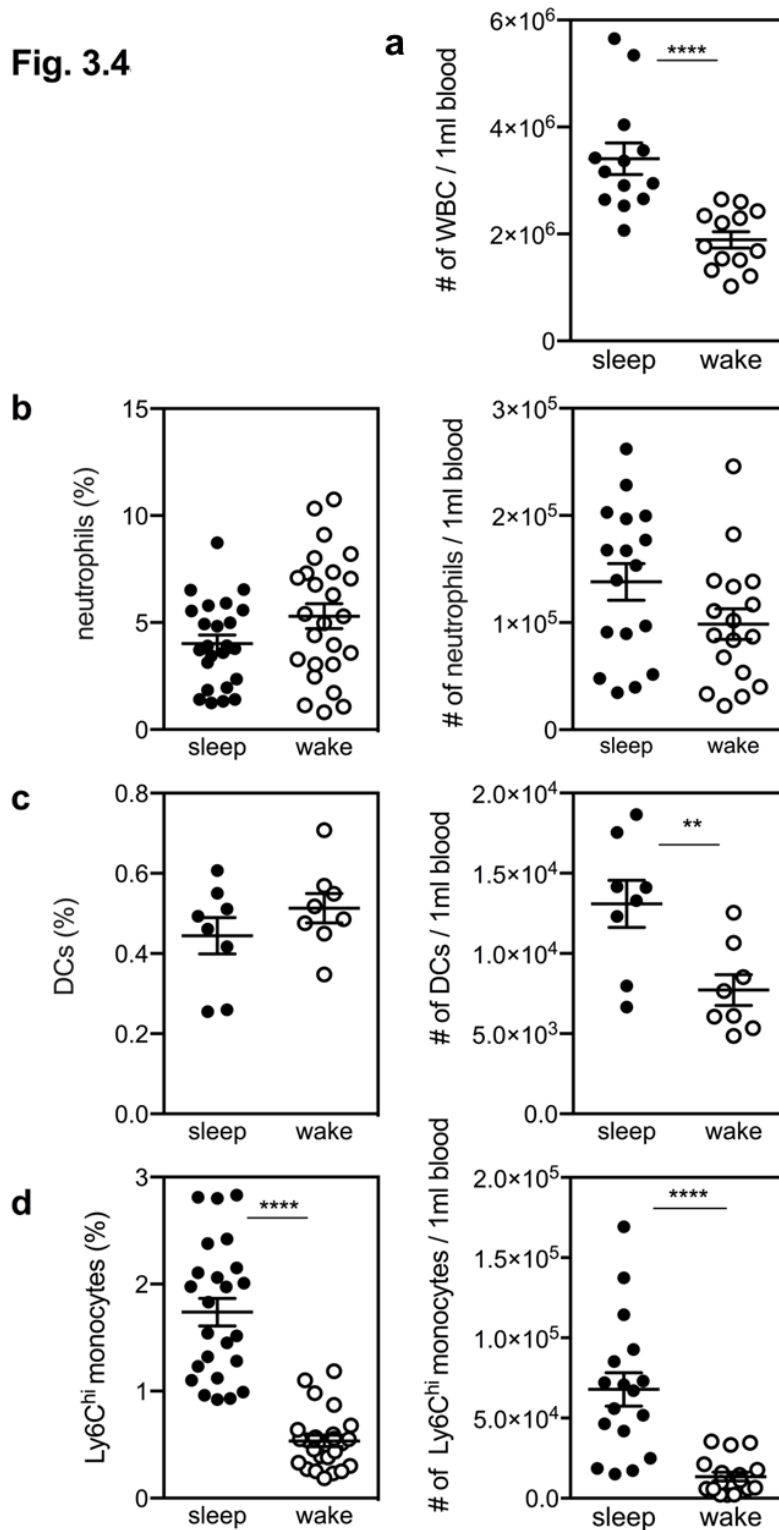 Fig. 3.4
a
# of WBC / 1ml blood
6×10⁶
4×10⁶
2×10⁶
0
****
sleep
wake
b
neutrophils (%)
15
10
5
0
sleep
wake
# of neutrophils / 1ml blood
3×10⁵
2×10⁵
1×10⁵
0
sleep
wake
c
DCs (%)
0.8
0.6
0.4
0.2
0.0
sleep
wake
# of DCs / 1ml blood
2.0×10⁴
1.5×10⁴
1.0×10⁴
5.0×10³
0.0
**
sleep
wake
d
Ly6Cʰⁱ monocytes (%)
3
2
1
0
****
sleep
wake
# of Ly6Cʰⁱ monocytes / 1ml blood
2.0×10⁵
1.5×10⁵
1.0×10⁵
5.0×10⁴
0.0
****
sleep
wake